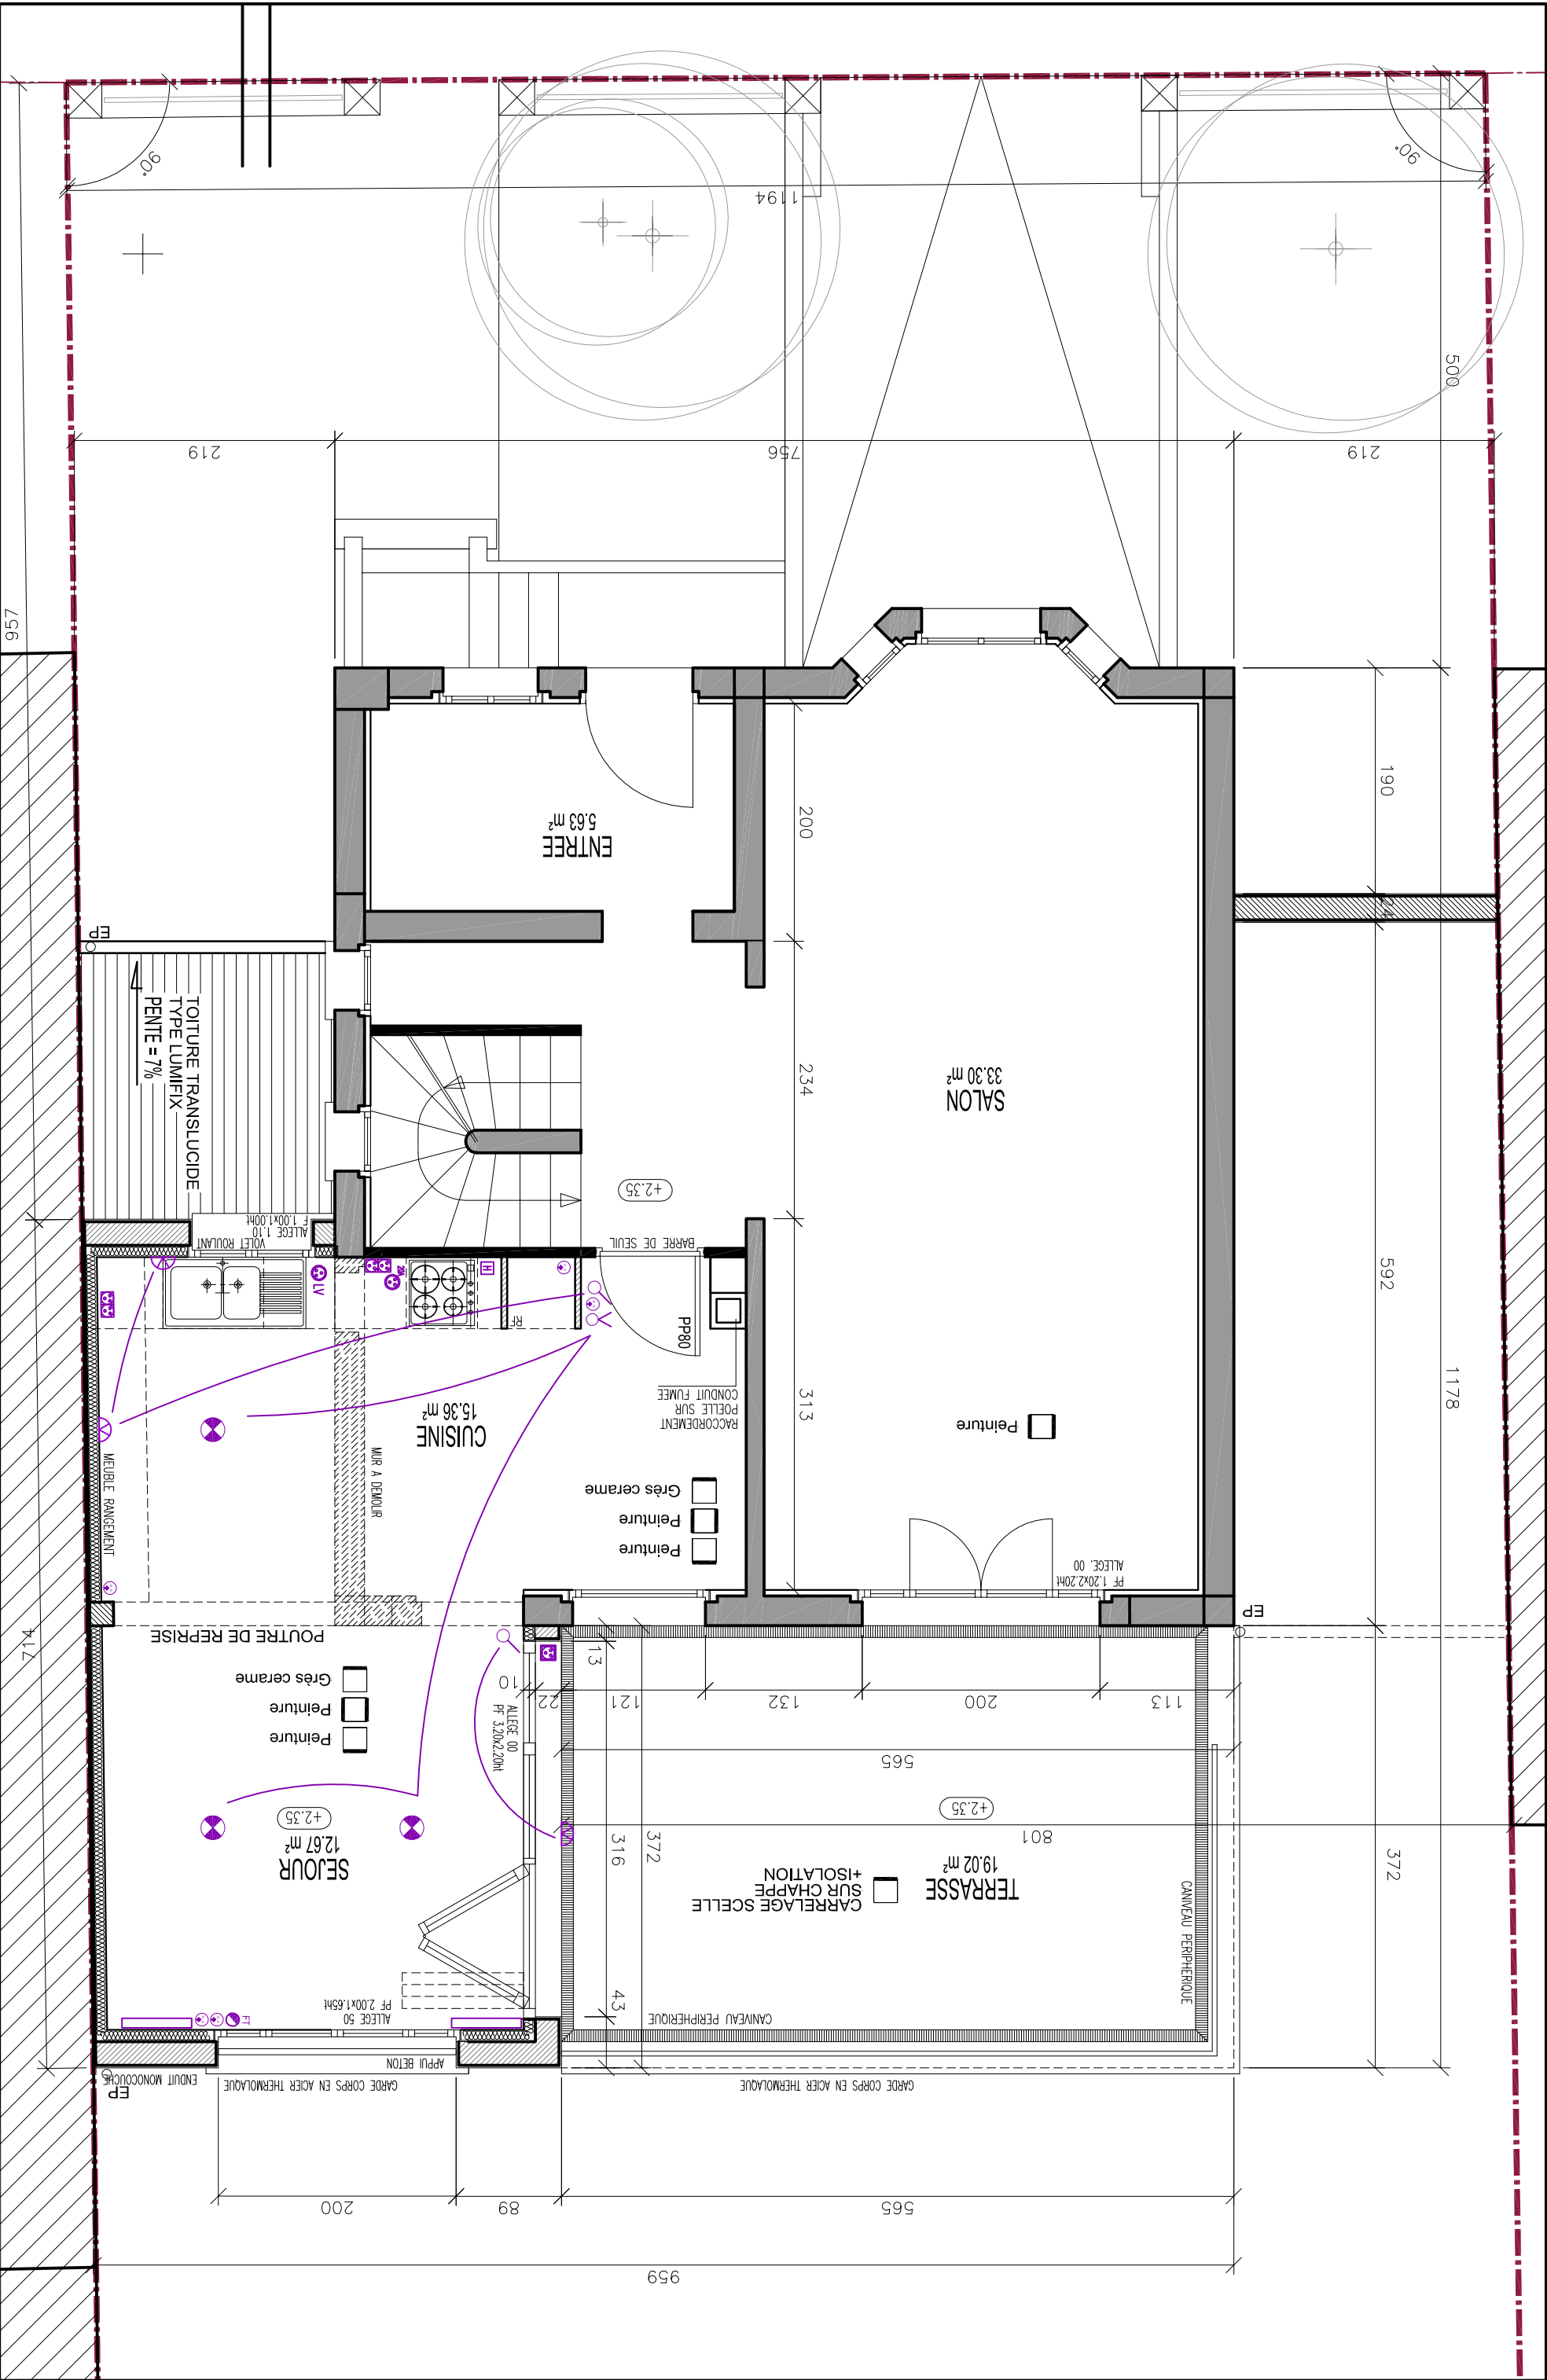 959
565
89
200
GARDE CORPS EN ACIER THERMOLAQUE
GARDE CORPS EN ACIER THERMOLAQUE
ENDUIT MONOCOUCHE
EP
APPUI BETON
CANIVEAU PERIPHERIQUE
CANIVEAU PERIPHERIQUE
ALLEGE 50
PF 2.00x1.65ht
FT
43
TERRASSE
19.02 m²
+2.35
CARRELAGE SCELLE
SUR CHAPPE
+ISOLATION
SEJOUR
12.67 m²
+2.35
801
372
316
372
565
Peinture
Peinture
Grès cerame
ALLEGE 00
PF 3.20x2.20ht
113
200
132
121
22
10
13
714
POUTRE DE REPRISE
EP
PF 1.20x2.20ht
ALLEGE. 00
Peinture
Peinture
Grès cerame
MEUBLE RANGEMENT
MUR A DEMOLIR
CUISINE
15.36 m²
RACCORDEMENT
POELLE SUR
CONDUIT FUMEE
Peinture
313
1178
592
PP80
RF
H
20A
LV
BARRE DE SEUIL
VOLET ROULANT
ALLEGE 1.10
F 1.00x1.00ht
+2.35
SALON
33.30 m²
234
TOITURE TRANSLUCIDE
TYPE LUMIFIX
PENTE = 7%
EP
24
ENTREE
5.63 m²
200
190
957
219
756
219
500
1194
90°
90°